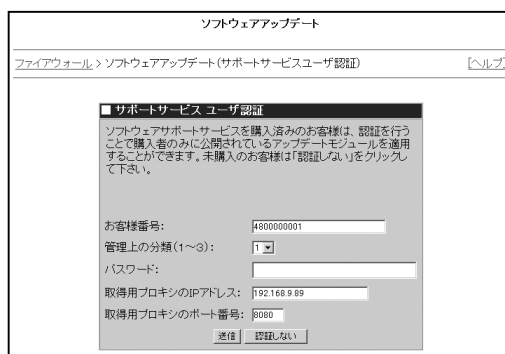 ソフトウェアアップデート
ファイアウォール > ソフトウェアアップデート(サポートサービスユーザ認証) [ヘルプ]
■ サポートサービス ユーザ認証
ソフトウェアサポートサービスを購入済みのお客様は、認証を行う
ことで購入者のみに公開されているアップデートモジュールを適用
することができます。未購入のお客様は「認証しない」をクリックし
て下さい。
お客様番号: 4800000001
管理上の分類(1～3): 1
パスワード:
取得用プロキシのIPアドレス: 192.168.9.89
取得用プロキシのポート番号: 8080
送信 認証しない